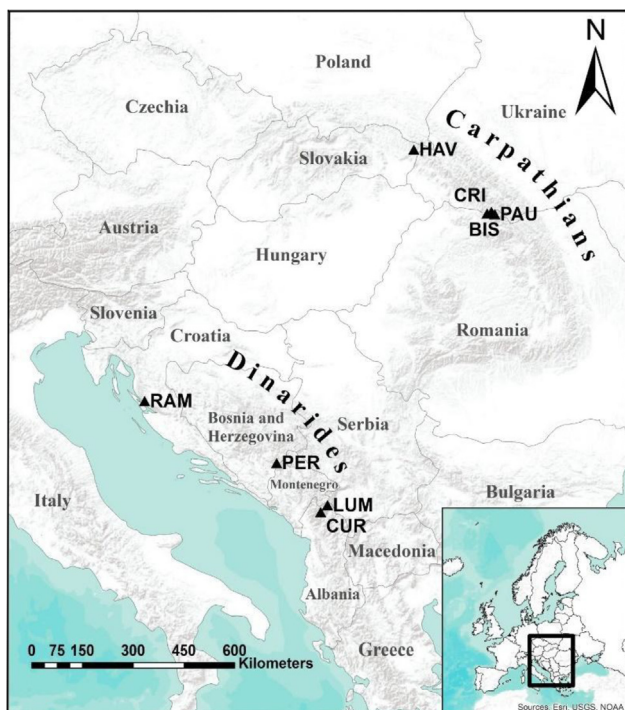 N
Poland
Ukraine
Czechia
Carpathians
Slovakia
HAV
CRI
PAU
BIS
Austria
Hungary
Slovenia
Romania
Croatia
Dinarides
RAM
Bosnia and
Herzegovina
Serbia
PER
Montenegro
Italy
Bulgaria
LUM
CUR
Macedonia
Albania
Greece
0 75 150 300 450 600
Kilometers
Sources: Esri, USGS, NOAA